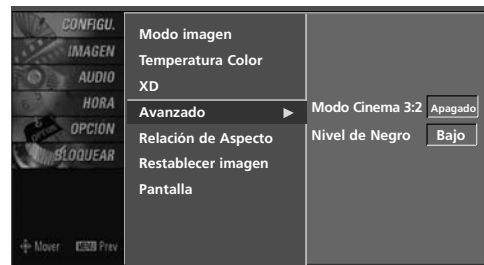 CONFIGU.
IMAGEN
AUDIO
HORA
OPCIÓN
BLOQUEAR
Mover MENU Prev
Modo imagen
Temperatura Color
XD
Avanzado ▶
Relación de Aspecto
Restablecer imagen
Pantalla
Modo Cinema 3:2 Apagado
Nivel de Negro Bajo